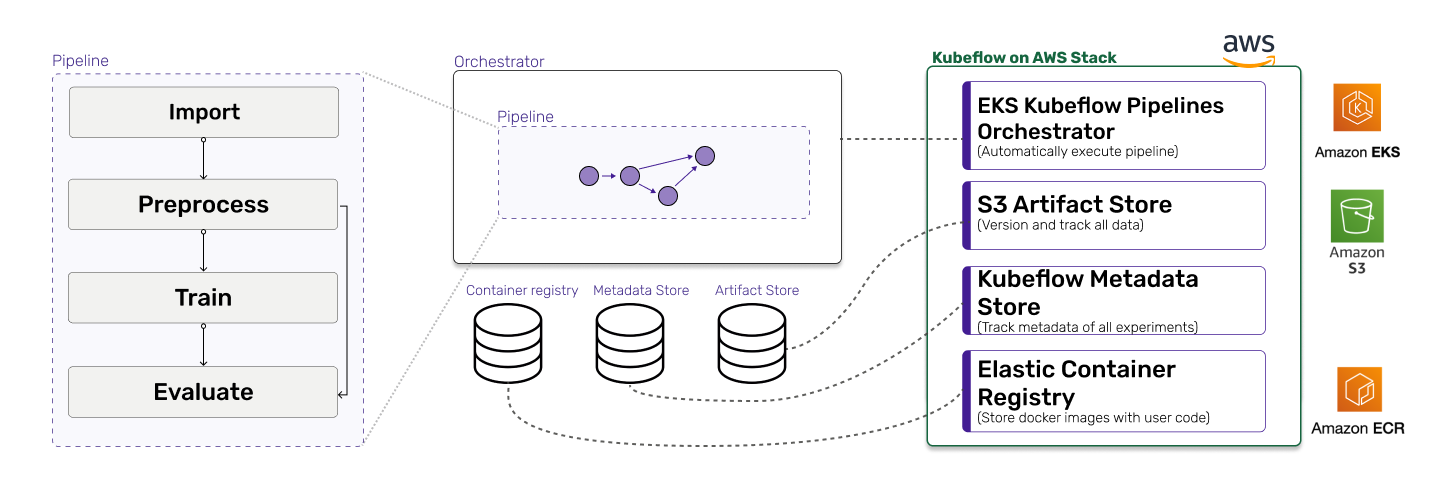 Pipeline
Import
Preprocess
Train
Evaluate
Orchestrator
Pipeline
Container registry
Metadata Store
Artifact Store
Kubeflow on AWS Stack
aws
EKS Kubeflow Pipelines
Orchestrator
(Automatically execute pipeline)
S3 Artifact Store
(Version and track all data)
Kubeflow Metadata
Store
(Track metadata of all experiments)
Elastic Container
Registry
(Store docker images with user code)
K
Amazon EKS
Amazon
S3
Amazon ECR